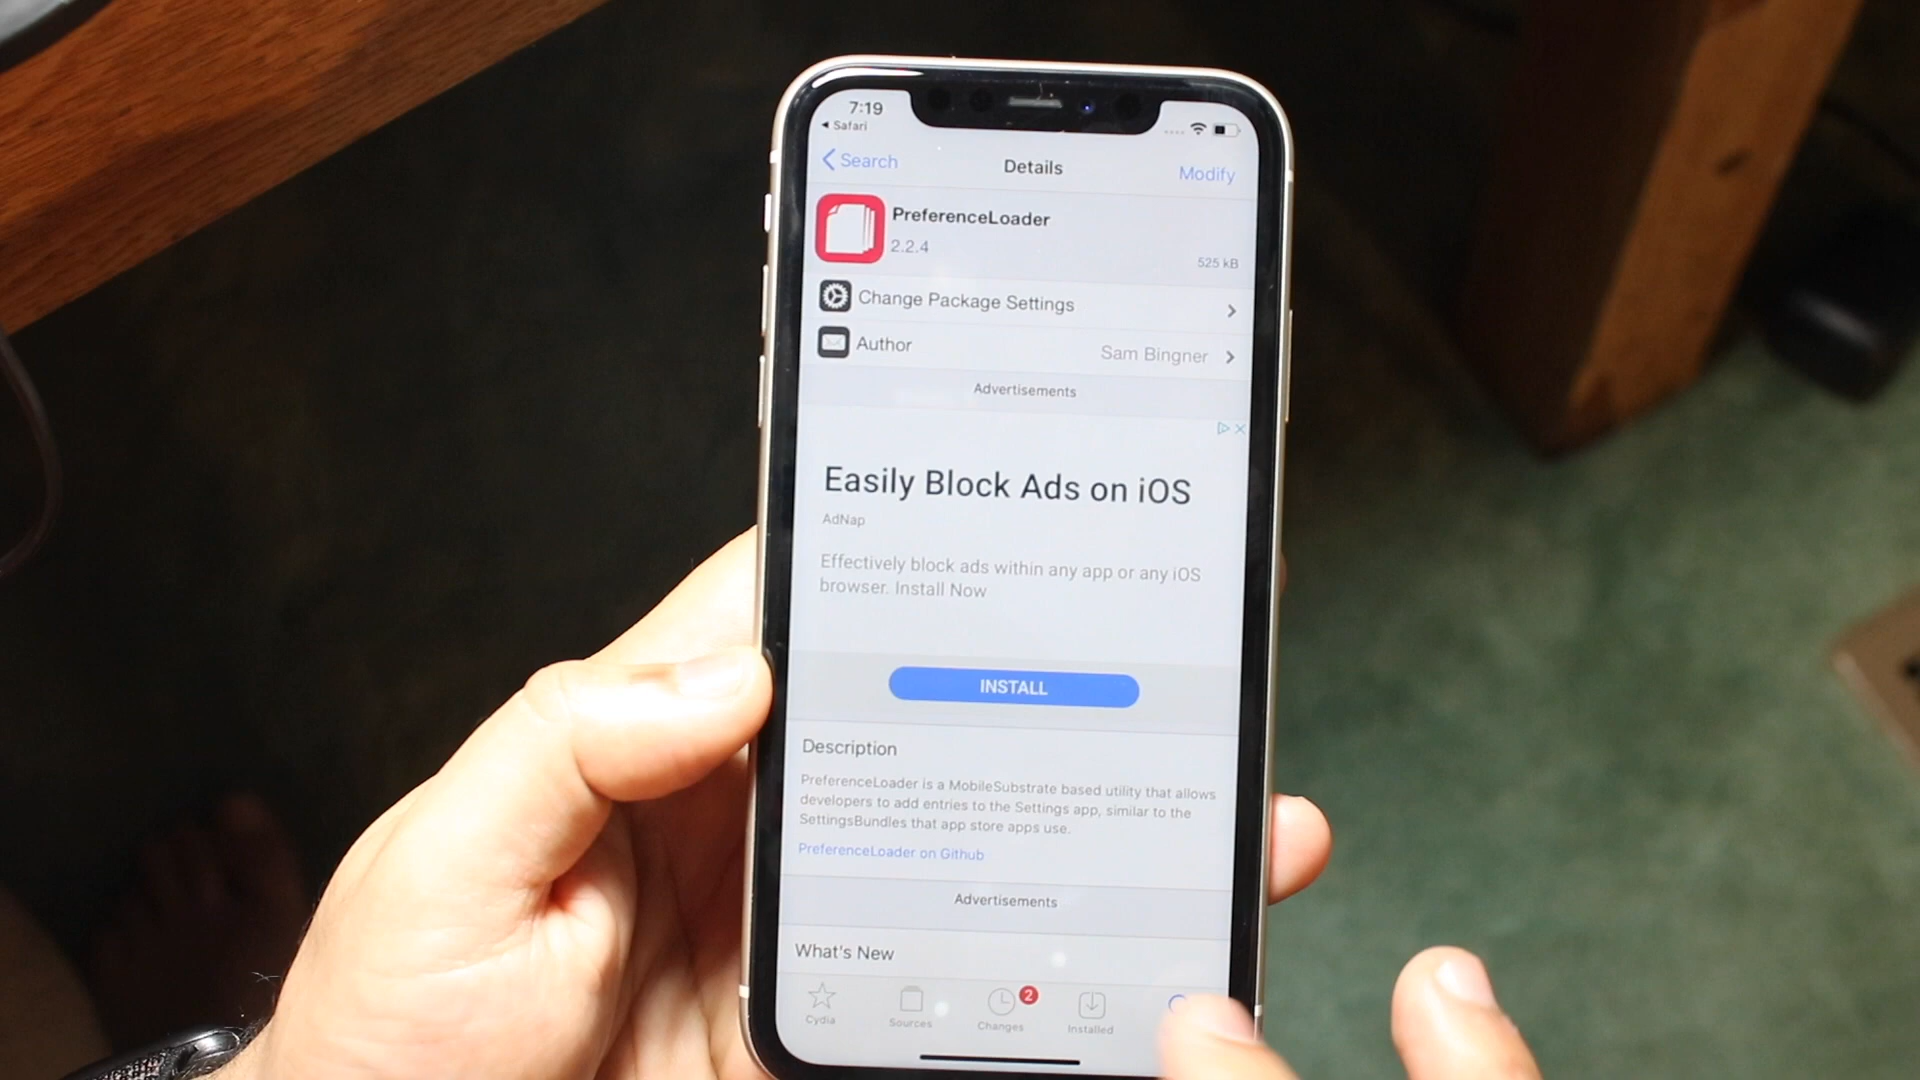 7:19
Safari
Search
Details
Modify
PreferenceLoader
2.2.4
525 kB
Change Package Settings
Author
Sam Bingner
Advertisements
Easily Block Ads on iOS
AdNap
Effectively block ads within any app or any iOS
browser. Install Now
INSTALL
Description
PreferenceLoader is a MobileSubstrate based utility that allows
developers to add entries to the Settings app, similar to the
SettingsBundles that app store apps use.
PreferenceLoader on Github
Advertisements
What's New
2
Cydia
Sources
Changes
Installed